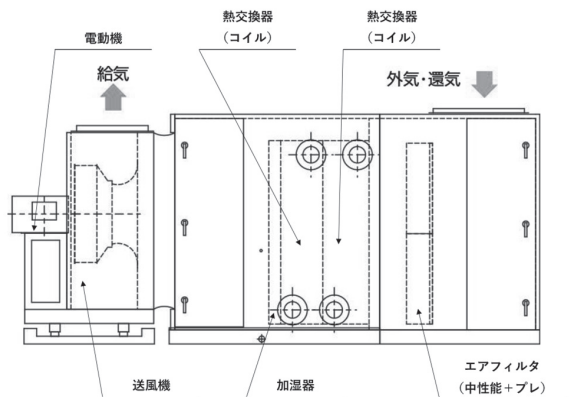 熱交換器
（コイル）
熱交換器
（コイル）
電動機
給気
外気・還気
送風機
加湿器
エアフィルタ
（中性能＋プレ）